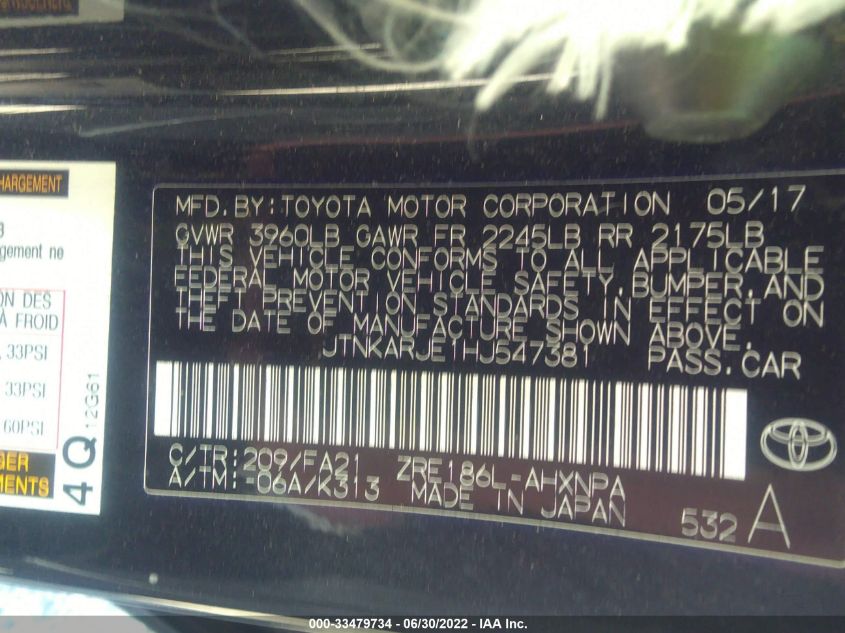 HARGEMENT
gement ne
ON DES
À FROID
33PSI
33PSI
60PSI
GER
MENTS
4Q 12G61
MFD.BY:TOYOTA MOTOR CORPORATION 05/17
GVWR 3960LB GAWR FR 2245LB RR 2175LB
THIS VEHICLE CONFORMS TO ALL APPLICABLE
FEDERAL MOTOR VEHICLE SAFETY,BUMPER,AND
THEFT PREVENTION STANDARDS IN EFFECT ON
THE DATE OF MANUFACTURE SHOWN ABOVE.
JTNKARJE1HJ547381 PASS.CAR
C/TR:209/FA21 ZRE186L-AHXNPA
A/TM:-06A/K313 MADE IN JAPAN
532 A
000-33479734 - 06/30/2022 - IAA Inc.